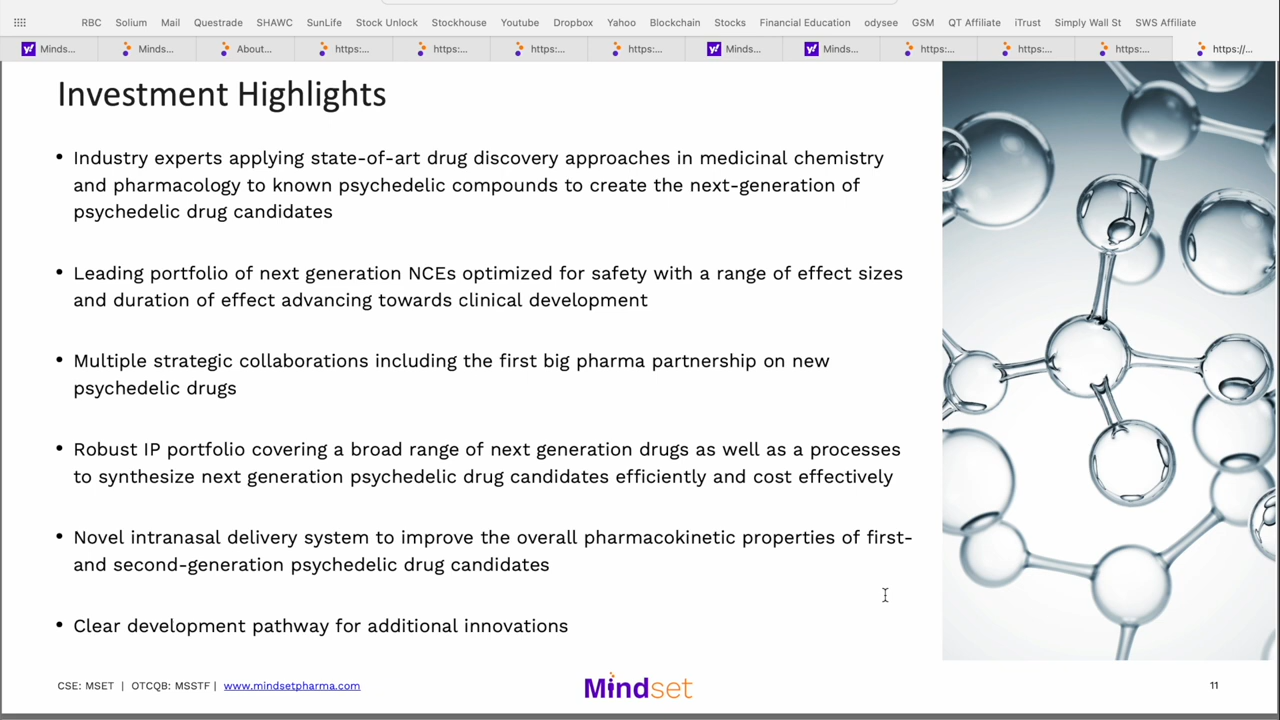 RBC Solium Mail Questrade SHAWC SunLife Stock Unlock Stockhouse Youtube Dropbox Yahoo Blockchain Stocks Financial Education odysee GSM QT Affiliate iTrust Simply Wall St SWS Affiliate
Minds... Minds... About... https:... https:... https:... https:... Minds... Minds... https:... https:... https:... https://...
Investment Highlights
• Industry experts applying state-of-art drug discovery approaches in medicinal chemistry
and pharmacology to known psychedelic compounds to create the next-generation of
psychedelic drug candidates
• Leading portfolio of next generation NCEs optimized for safety with a range of effect sizes
and duration of effect advancing towards clinical development
• Multiple strategic collaborations including the first big pharma partnership on new
psychedelic drugs
• Robust IP portfolio covering a broad range of next generation drugs as well as a processes
to synthesize next generation psychedelic drug candidates efficiently and cost effectively
• Novel intranasal delivery system to improve the overall pharmacokinetic properties of first-
and second-generation psychedelic drug candidates
• Clear development pathway for additional innovations
CSE: MSET | OTCQB: MSSTF | www.mindsetpharma.com
Mindset
11